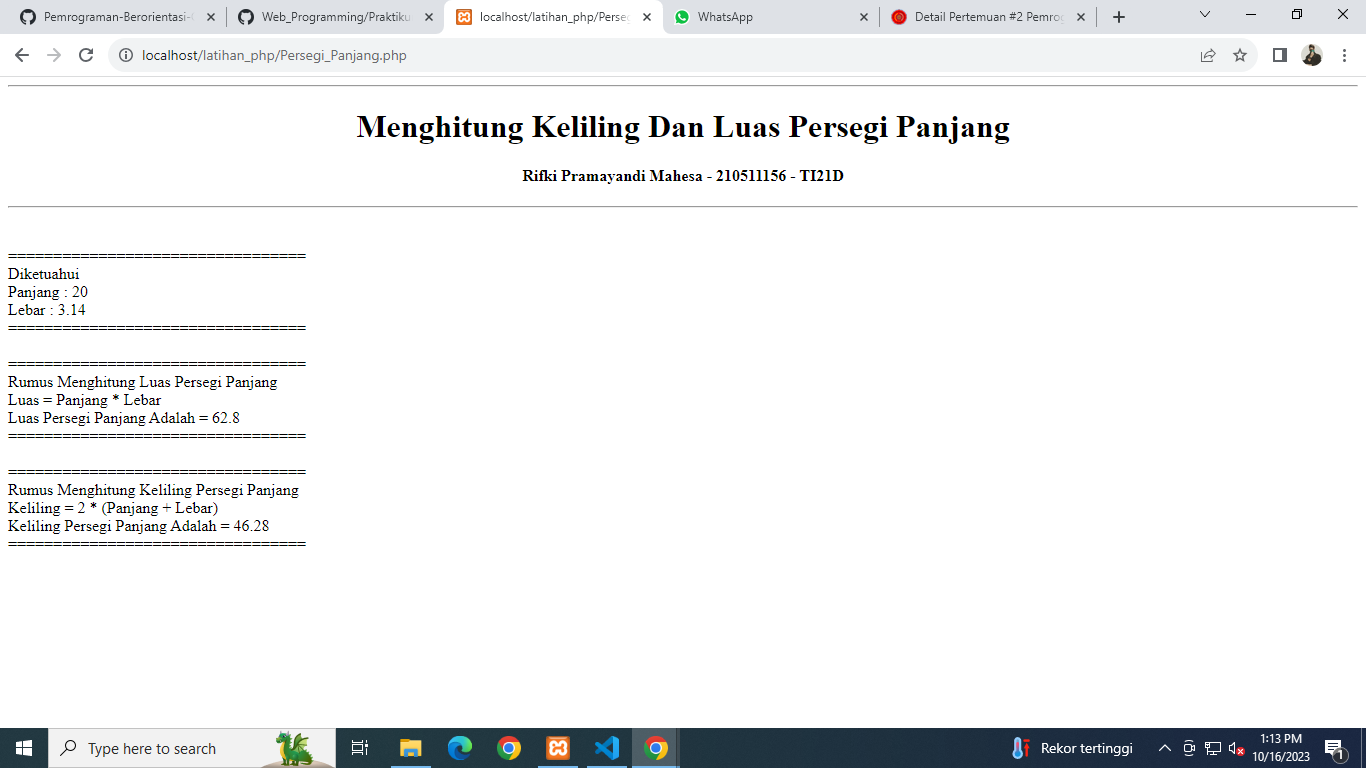 Pemrograman-Berorientasi-
Web_Programming/Praktiku
localhost/latihan_php/Perseg
WhatsApp
Detail Pertemuan #2 Pemrog
localhost/latihan_php/Persegi_Panjang.php
Menghitung Keliling Dan Luas Persegi Panjang
Rifki Pramayandi Mahesa - 210511156 - TI21D
=================================
Diketuahui
Panjang : 20
Lebar : 3.14
=================================
=================================
Rumus Menghitung Luas Persegi Panjang
Luas = Panjang * Lebar
Luas Persegi Panjang Adalah = 62.8
=================================
=================================
Rumus Menghitung Keliling Persegi Panjang
Keliling = 2 * (Panjang + Lebar)
Keliling Persegi Panjang Adalah = 46.28
=================================
Type here to search
Rekor tertinggi
1:13 PM
10/16/2023
1